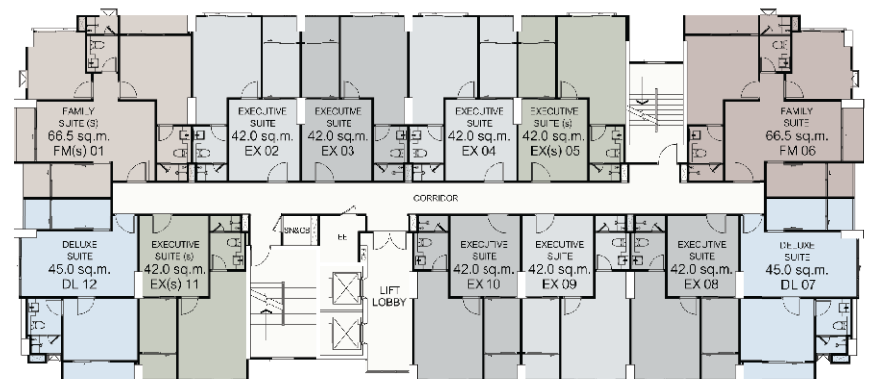 FAMILY
SUITE (S)
66.5 sq.m.
FM(s) 01
EXECUTIVE
SUITE
42.0 sq.m.
EX 02
EXECUTIVE
SUITE
42.0 sq.m.
EX 03
EXECUTIVE
SUITE
42.0 sq.m.
EX 04
EXECUTIVE
SUITE (s)
42.0 sq.m.
EX(s) 05
FAMILY
SUITE
66.5 sq.m.
FM 06
CORRIDOR
DELUXE
SUITE
45.0 sq.m.
DL 12
EXECUTIVE
SUITE (s)
42.0 sq.m.
EX(s) 11
EE
LIFT
LOBBY
EXECUTIVE
SUITE
42.0 sq.m.
EX 10
EXECUTIVE
SUITE
42.0 sq.m.
EX 09
EXECUTIVE
SUITE
42.0 sq.m.
EX 08
DELUXE
SUITE
45.0 sq.m.
DL 07